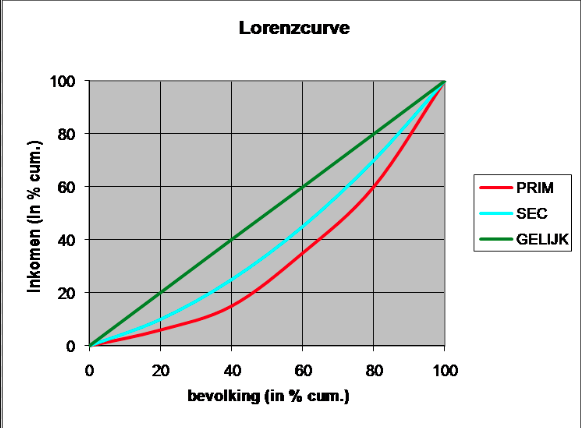 Lorenzcurve
100
80
60
40
20
0
Inkomen (in % cum.)
0 20 40 60 80 100
bevolking (in % cum.)
PRIM
SEC
GELIJK